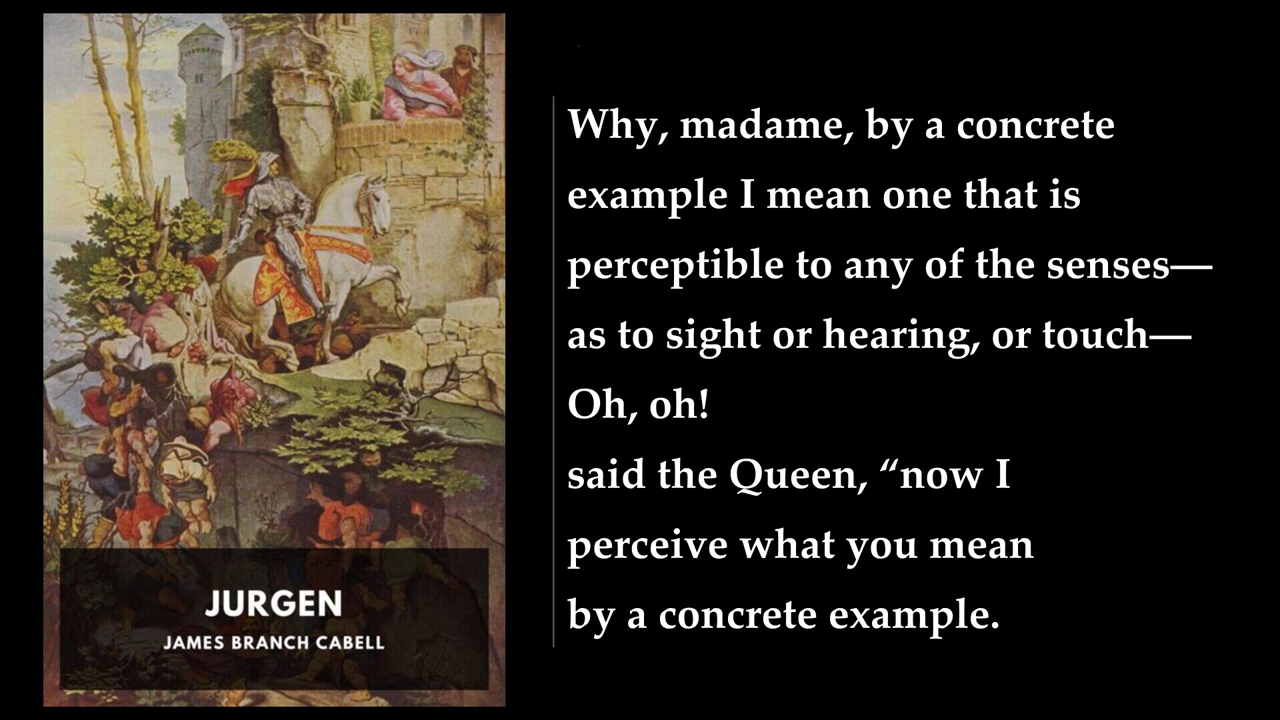 JURGEN
JAMES BRANCH CABELL
Why, madame, by a concrete
example I mean one that is
perceptible to any of the senses—
as to sight or hearing, or touch—
Oh, oh!
said the Queen, “now I
perceive what you mean
by a concrete example.